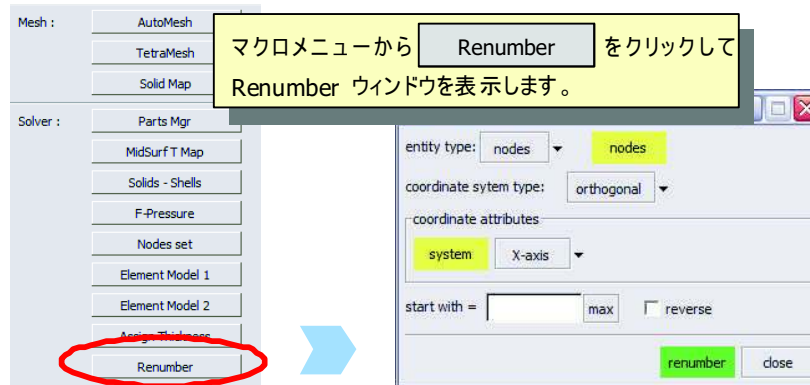 Mesh :
AutoMesh
TetraMesh
Solid Map
マクロメニューから Renumber をクリックして
Renumber ウィンドウを表示します。
Solver :
Parts Mgr
MidSurf T Map
Solids - Shells
F-Pressure
Nodes set
Element Model 1
Element Model 2
Assign Thickness
Renumber
entity type: nodes nodes
coordinate sytem type: orthogonal
coordinate attributes
system X-axis
start with = max reverse
renumber close